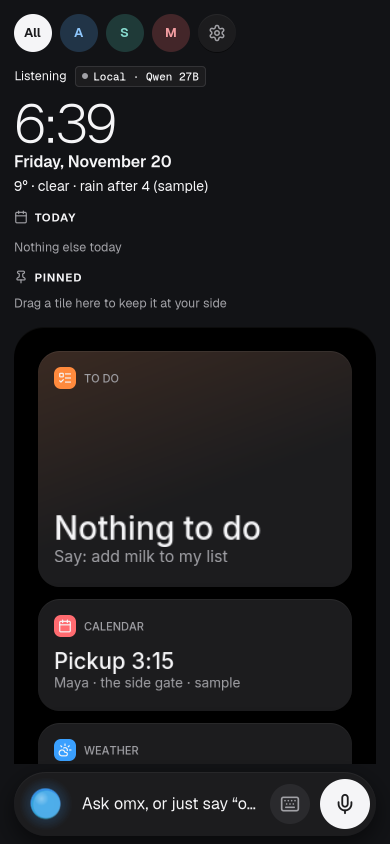 All A S M
Listening Local · Qwen 27B
6:39
Friday, November 20
9° · clear · rain after 4 (sample)
TODAY
Nothing else today
PINNED
Drag a tile here to keep it at your side
TO DO
Nothing to do
Say: add milk to my list
CALENDAR
Pickup 3:15
Maya · the side gate · sample
WEATHER
Ask omx, or just say “o…